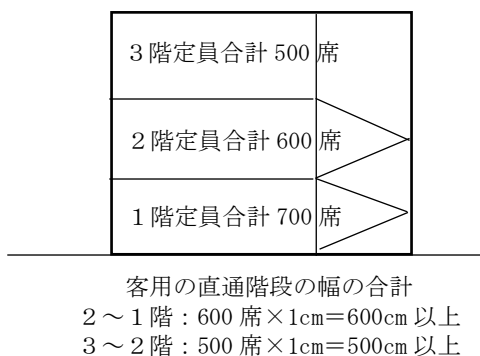 ３階定員合計 500 席
２階定員合計 600 席
１階定員合計 700 席
客用の直通階段の幅の合計
２～１階：600 席×1cm＝600cm 以上
３～２階：500 席×1cm＝500cm 以上